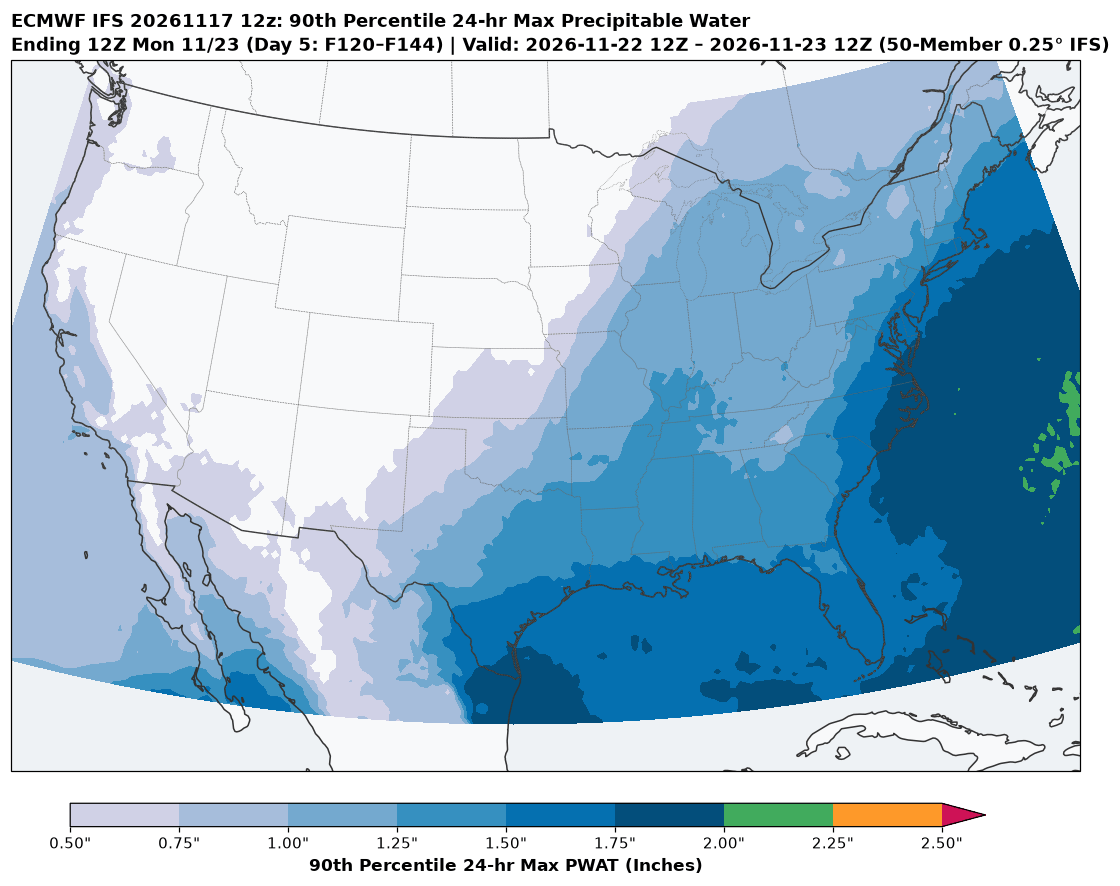 ECMWF IFS 20261117 12z: 90th Percentile 24-hr Max Precipitable Water
Ending 12Z Mon 11/23 (Day 5: F120–F144) | Valid: 2026-11-22 12Z – 2026-11-23 12Z (50-Member 0.25° IFS)
0.50" 0.75" 1.00" 1.25" 1.50" 1.75" 2.00" 2.25" 2.50"
90th Percentile 24-hr Max PWAT (Inches)